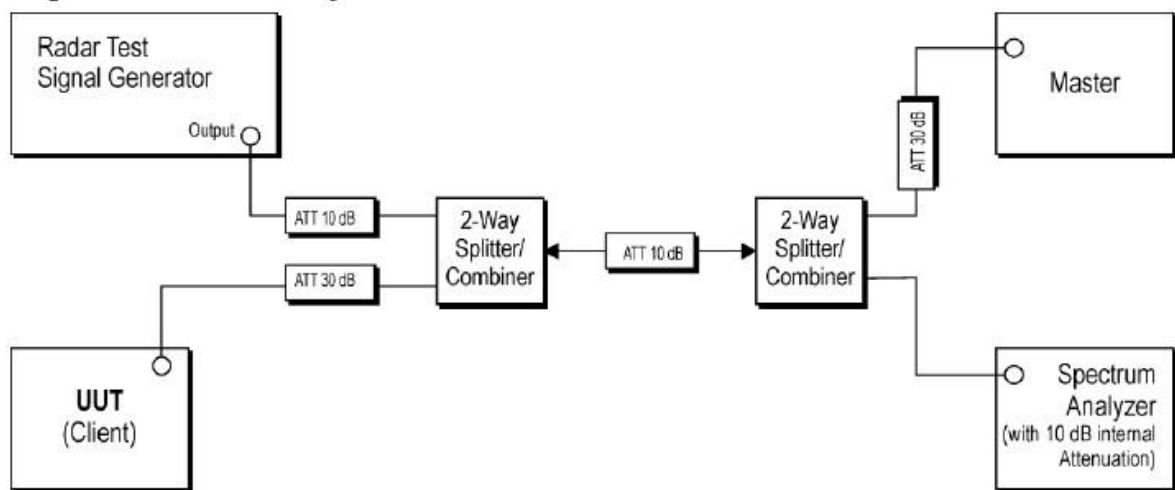 Radar Test
Signal Generator
Output
Master
ATT 30 dB
ATT 10 dB
2-Way
Splitter/
Combiner
ATT 10 dB
2-Way
Splitter/
Combiner
ATT 30 dB
UUT
(Client)
Spectrum
Analyzer
(with 10 dB internal
Attenuation)